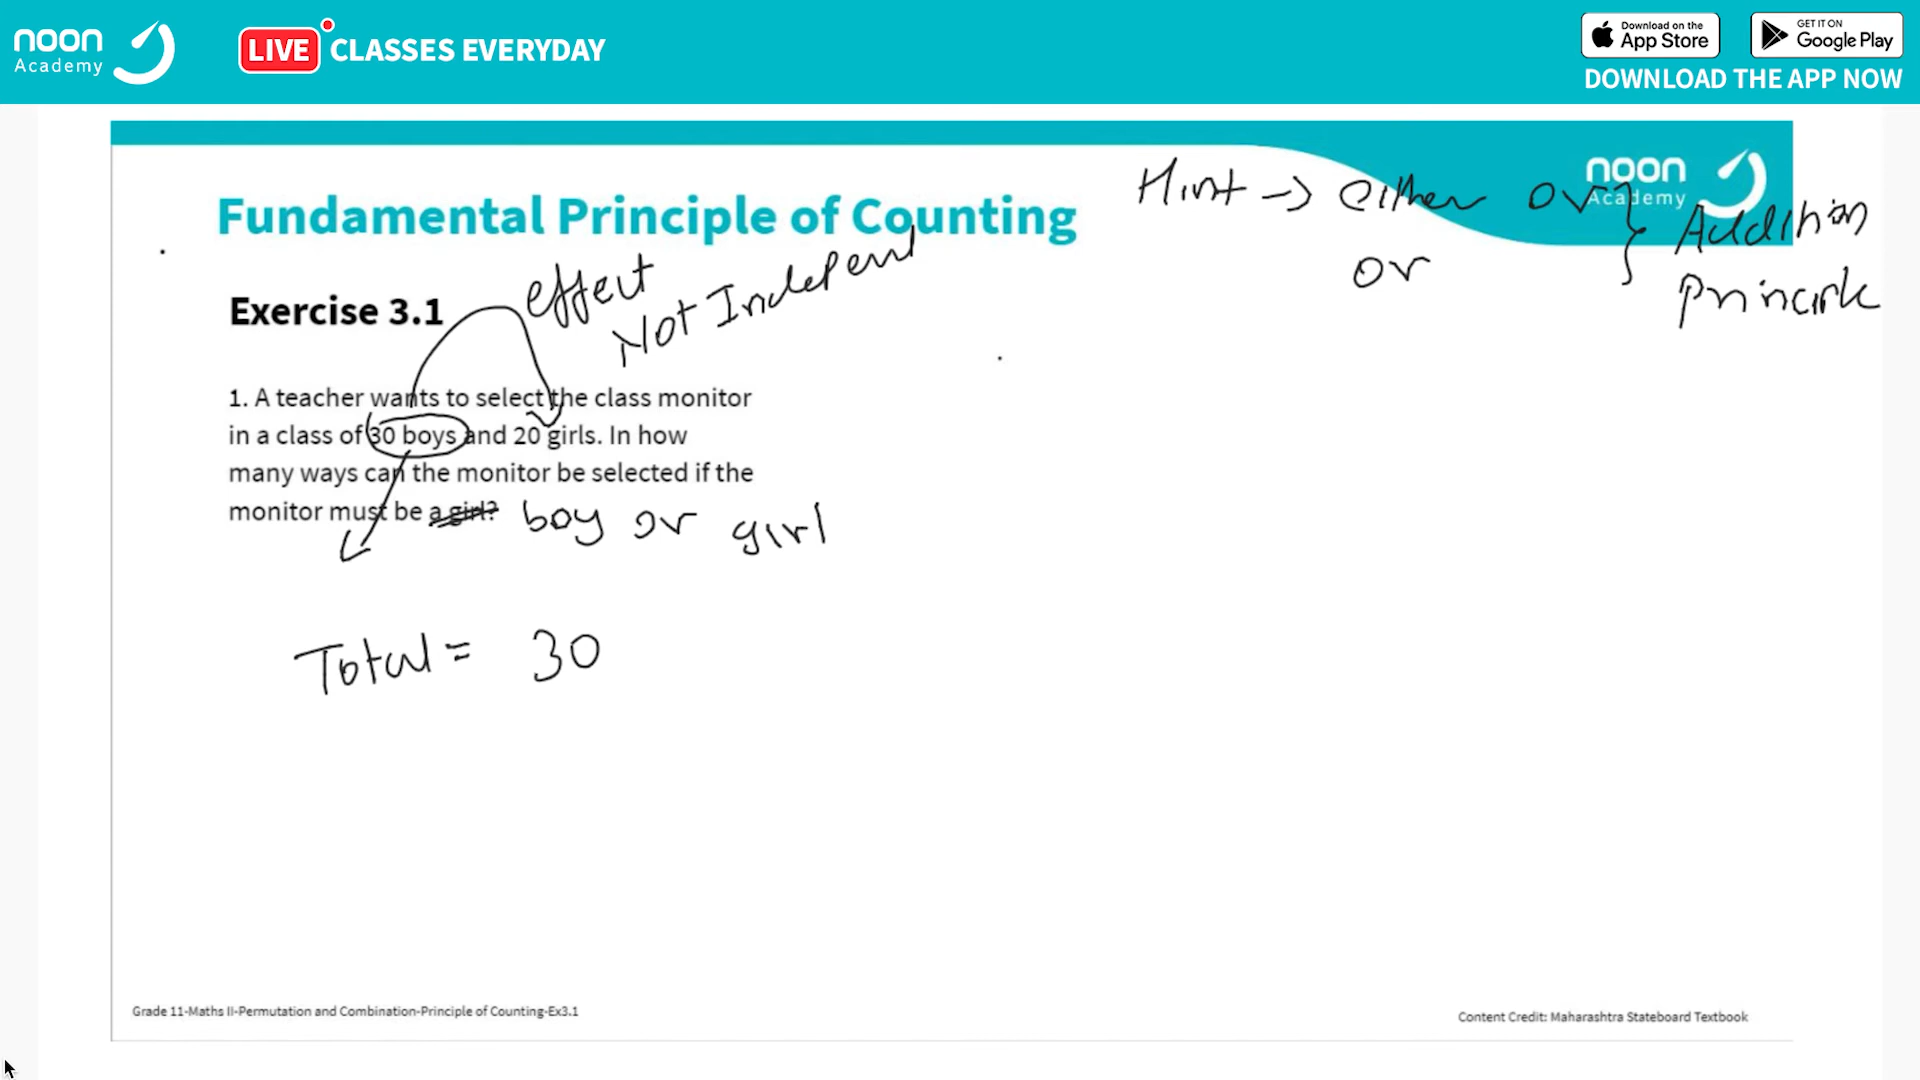 noon
Academy
LIVE CLASSES EVERYDAY
Download on the
App Store
GET IT ON
Google Play
DOWNLOAD THE APP NOW
noon
Academy
Hint → either or } Addition
or
Fundamental Principle of Counting
effect
Not Indepent
Principle
Exercise 3.1
1. A teacher wants to select the class monitor
in a class of 30 boys and 20 girls. In how
many ways can the monitor be selected if the
monitor must be a girl? boy or girl
Total = 30
Grade 11-Maths II-Permutation and Combination-Principle of Counting-Ex3.1
Content Credit: Maharashtra Stateboard Textbook